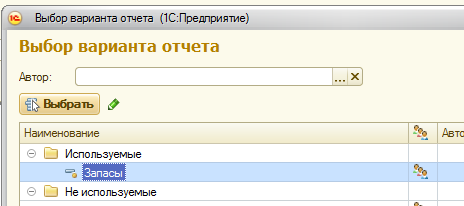 Выбор варианта отчета (1С:Предприятие)
Выбор варианта отчета
Автор:
...
Выбрать
Наименование Авто
Используемые
Запасы
Не используемые